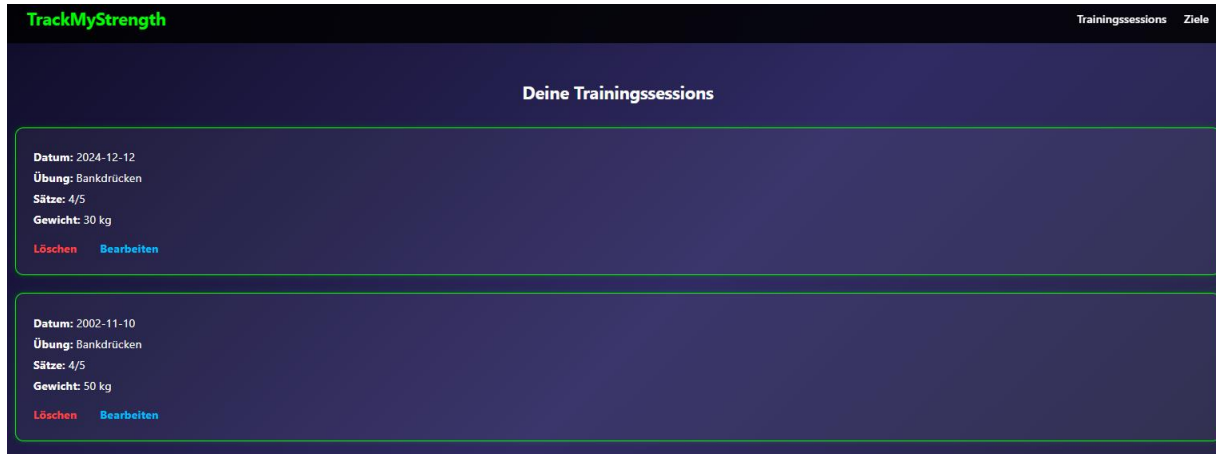 TrackMyStrength
Trainingssessions Ziele
Deine Trainingssessions
Datum: 2024-12-12
Übung: Bankdrücken
Sätze: 4/5
Gewicht: 30 kg
Löschen Bearbeiten
Datum: 2002-11-10
Übung: Bankdrücken
Sätze: 4/5
Gewicht: 50 kg
Löschen Bearbeiten